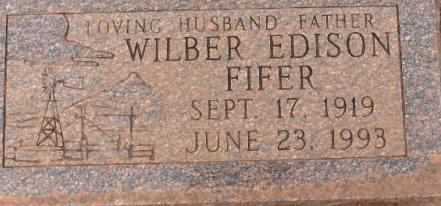 LOVING HUSBAND FATHER
WILBER EDISON
FIFER
SEPT. 17, 1919
JUNE 23, 1993